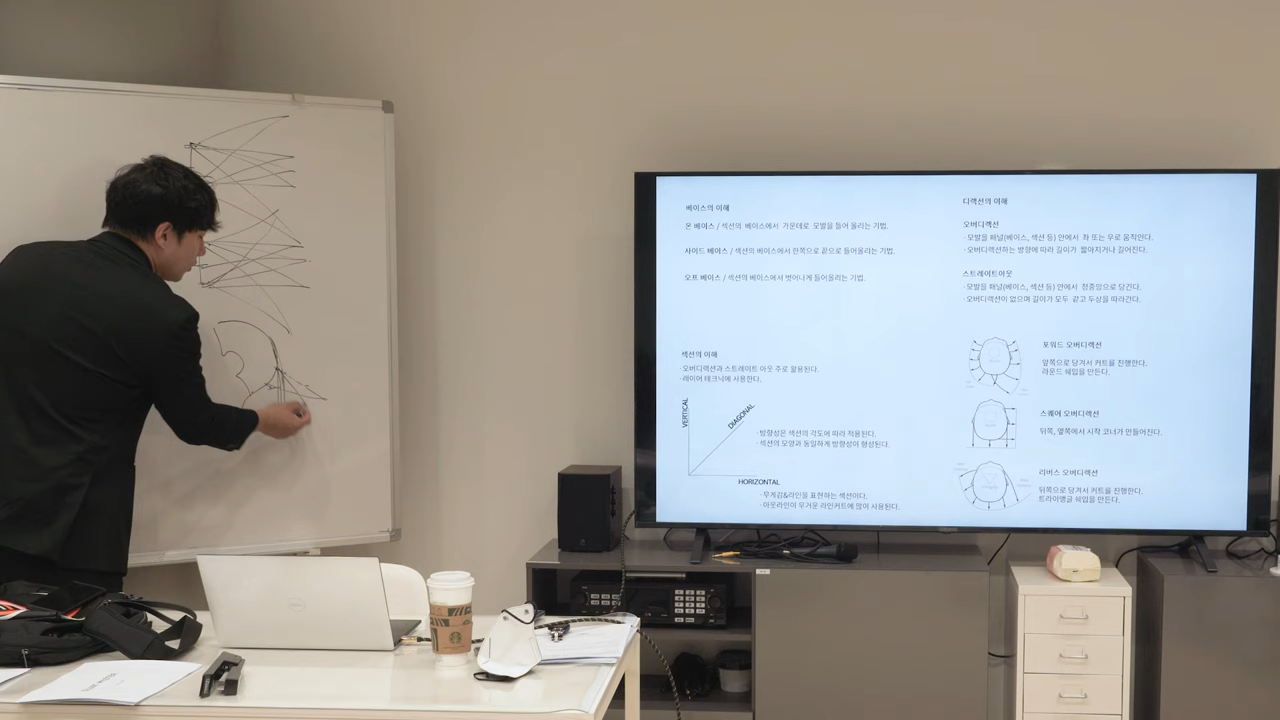 베이스의 이해
온 베이스 / 섹션의 베이스에서 가운데로 모발을 들어 올리는 기법.
사이드 베이스 / 섹션의 베이스에서 한쪽으로 끝으로 들어올리는 기법.
오프 베이스 / 섹션의 베이스에서 벗어나게 들어올리는 기법.
섹션의 이해
·오버디렉션과 스트레이트 아웃 주로 활용된다.
·레이어 테크닉에 사용한다.
VERTICAL
DIAGONAL
·방향성은 섹션의 각도에 따라 적용된다.
·섹션의 모양과 동일하게 방향성이 형성된다.
HORIZONTAL
·무게감&라인을 표현하는 섹션이다.
·아웃라인이 무거운 라인커트에 많이 사용된다.
디렉션의 이해
오버디렉션
·모발을 패널(베이스, 섹션 등) 안에서 좌 또는 우로 움직인다.
·오버디렉션하는 방향에 따라 길이가 짧아지거나 길어진다.
스트레이트아웃
·모발을 패널(베이스, 섹션 등) 안에서 정중앙으로 당긴다.
·오버디렉션이 없으며 길이가 모두 같고 두상을 따라간다.
포워드 오버디렉션
앞쪽으로 당겨서 커트를 진행한다.
라운드 쉐입을 만든다.
스퀘어 오버디렉션
뒤쪽, 옆쪽에서 시작 코너가 만들어진다.
리버스 오버디렉션
뒤쪽으로 당겨서 커트를 진행한다.
트라이앵글 쉐입을 만든다.